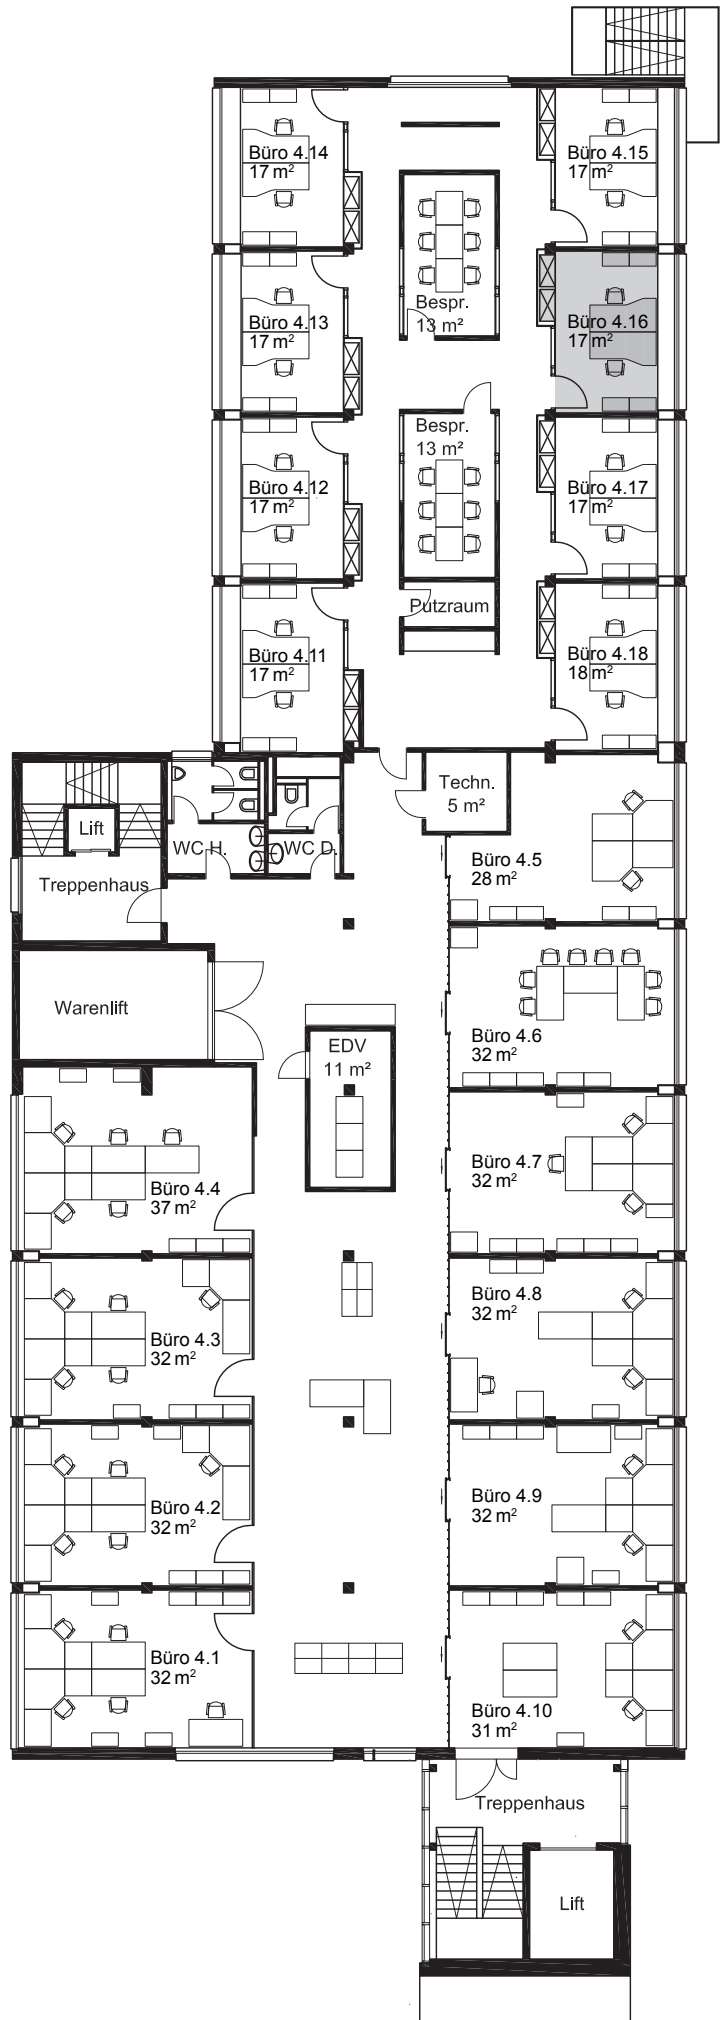 Büro 4.14
17 m²
Büro 4.15
17 m²
Bespr.
13 m²
Büro 4.13
17 m²
Büro 4.16
17 m²
Bespr.
13 m²
Büro 4.12
17 m²
Büro 4.17
17 m²
Putzraum
Büro 4.11
17 m²
Büro 4.18
18 m²
Techn.
5 m²
Lift
WC H.
WC D.
Treppenhaus
Büro 4.5
28 m²
Warenlift
EDV
11 m²
Büro 4.6
32 m²
Büro 4.4
37 m²
Büro 4.7
32 m²
Büro 4.3
32 m²
Büro 4.8
32 m²
Büro 4.2
32 m²
Büro 4.9
32 m²
Büro 4.1
32 m²
Büro 4.10
31 m²
Treppenhaus
Lift